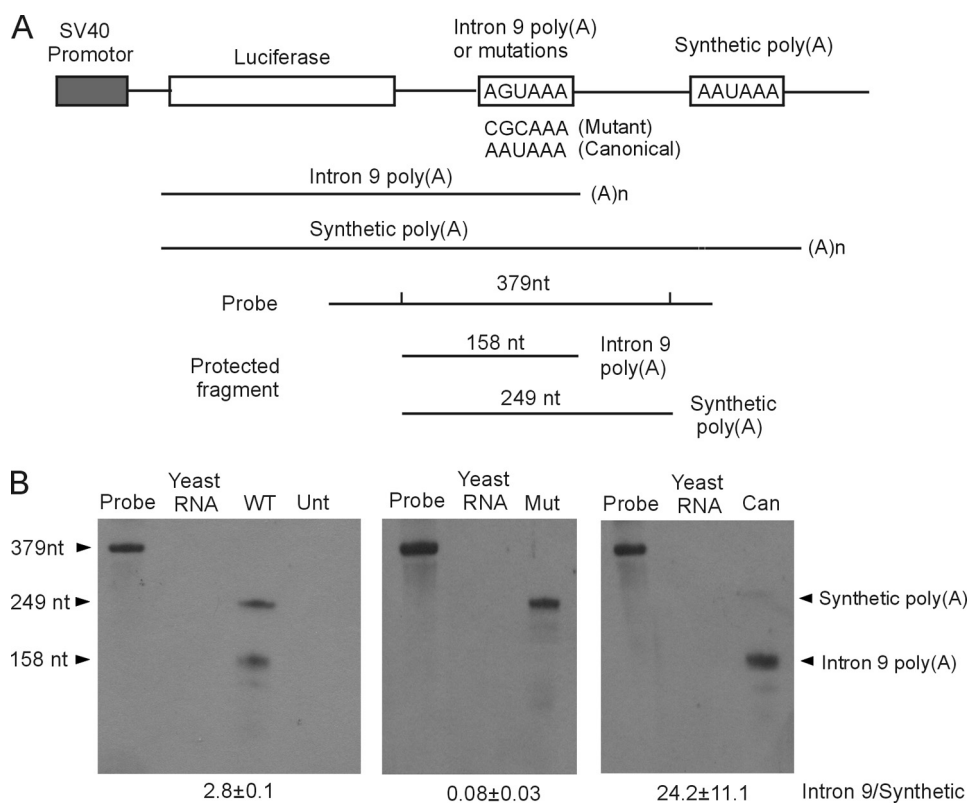 A
SV40
Promotor
Luciferase
Intron 9 poly(A)
or mutations
Synthetic poly(A)
AGUAAA
AAUAAA
CGCAAA (Mutant)
AAUAAA (Canonical)
Intron 9 poly(A)
(A)n
Synthetic poly(A)
(A)n
379nt
Probe
158 nt
Intron 9
poly(A)
Protected
fragment
249 nt
Synthetic
poly(A)
B
Probe
Yeast
RNA
WT
Unt
Probe
Yeast
RNA
Mut
Probe
Yeast
RNA
Can
379nt
249 nt
158 nt
Synthetic poly(A)
Intron 9 poly(A)
2.8±0.1
0.08±0.03
24.2±11.1
Intron 9/Synthetic